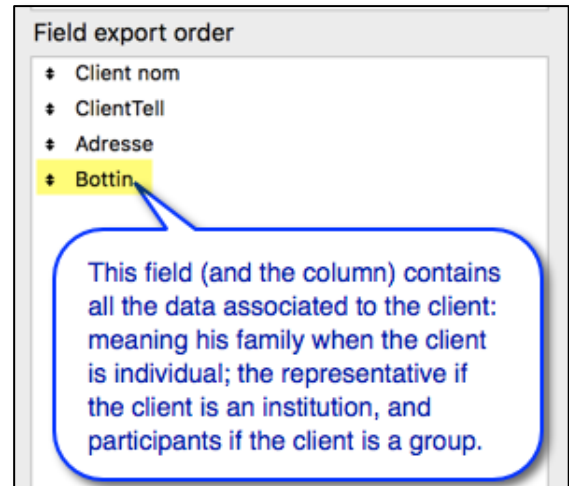 Field export order
Client nom
ClientTell
Adresse
Bottin
This field (and the column) contains
all the data associated to the client:
meaning his family when the client
is individual; the representative if
the client is an institution, and
participants if the client is a group.